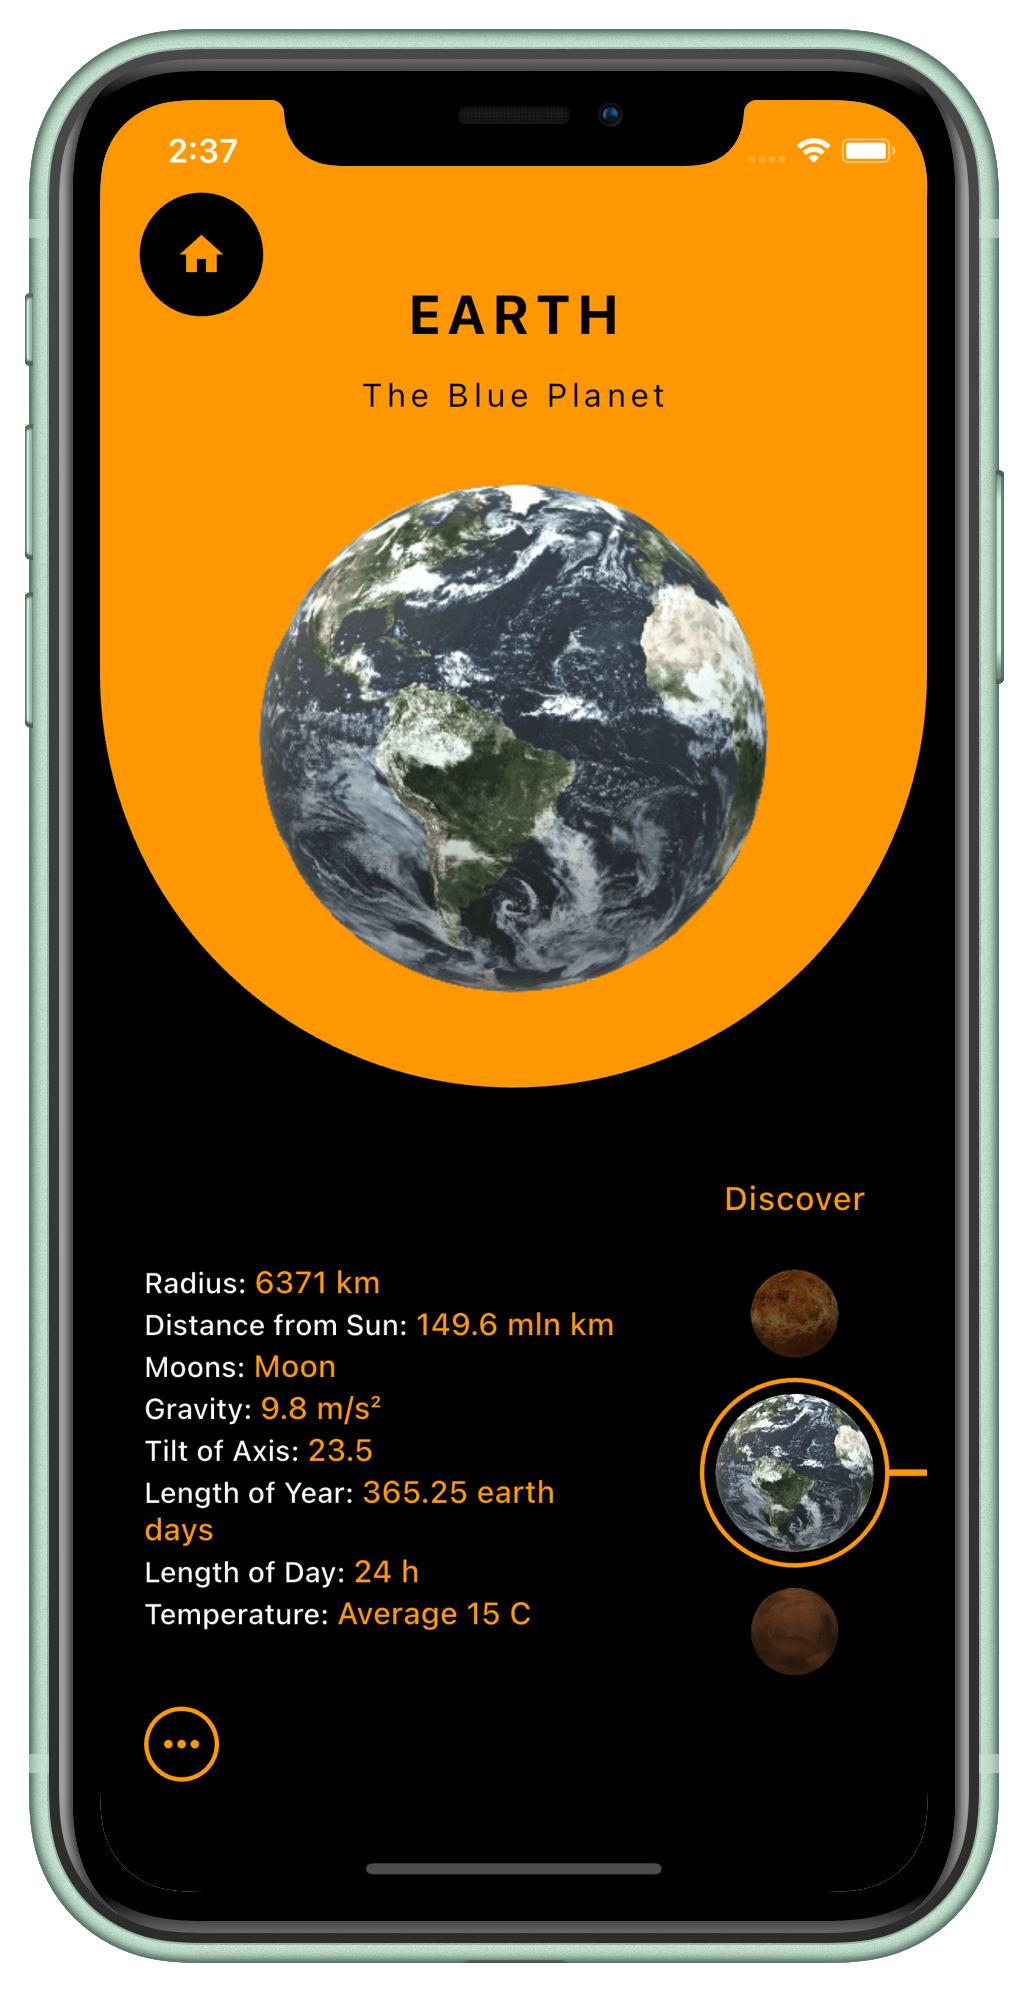 2:37
EARTH
The Blue Planet
Discover
Radius: 6371 km
Distance from Sun: 149.6 mln km
Moons: Moon
Gravity: 9.8 m/s²
Tilt of Axis: 23.5
Length of Year: 365.25 earth
days
Length of Day: 24 h
Temperature: Average 15 C